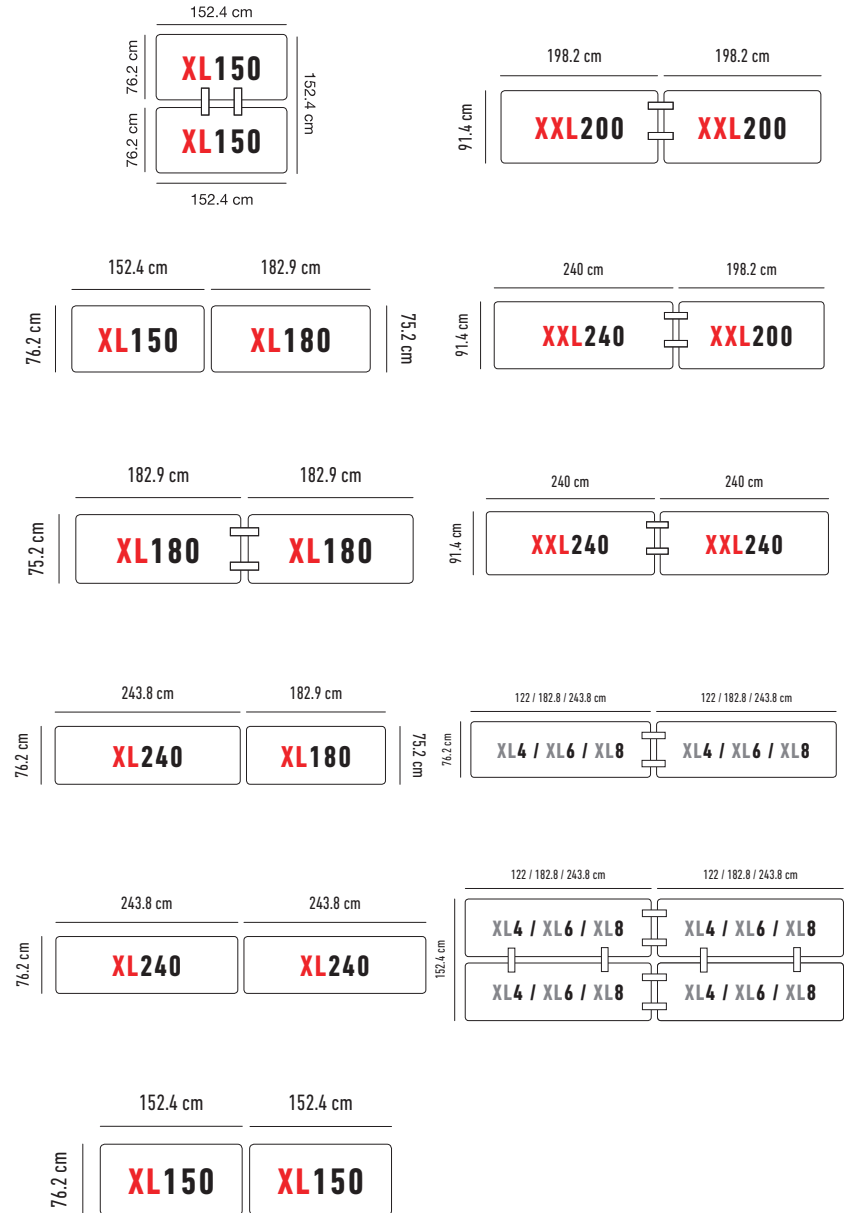 152.4 cm
76.2 cm
XL150
152.4 cm
76.2 cm
XL150
152.4 cm
198.2 cm 198.2 cm
91.4 cm
XXL200 XXL200
152.4 cm 182.9 cm
76.2 cm
XL150 XL180
75.2 cm
240 cm 198.2 cm
91.4 cm
XXL240 XXL200
182.9 cm 182.9 cm
75.2 cm
XL180 XL180
240 cm 240 cm
91.4 cm
XXL240 XXL240
243.8 cm 182.9 cm
76.2 cm
XL240 XL180
75.2 cm
122 / 182.8 / 243.8 cm 122 / 182.8 / 243.8 cm
76.2 cm
XL4 / XL6 / XL8 XL4 / XL6 / XL8
243.8 cm 243.8 cm
76.2 cm
XL240 XL240
122 / 182.8 / 243.8 cm 122 / 182.8 / 243.8 cm
152.4 cm
XL4 / XL6 / XL8 XL4 / XL6 / XL8
XL4 / XL6 / XL8 XL4 / XL6 / XL8
152.4 cm 152.4 cm
76.2 cm
XL150 XL150